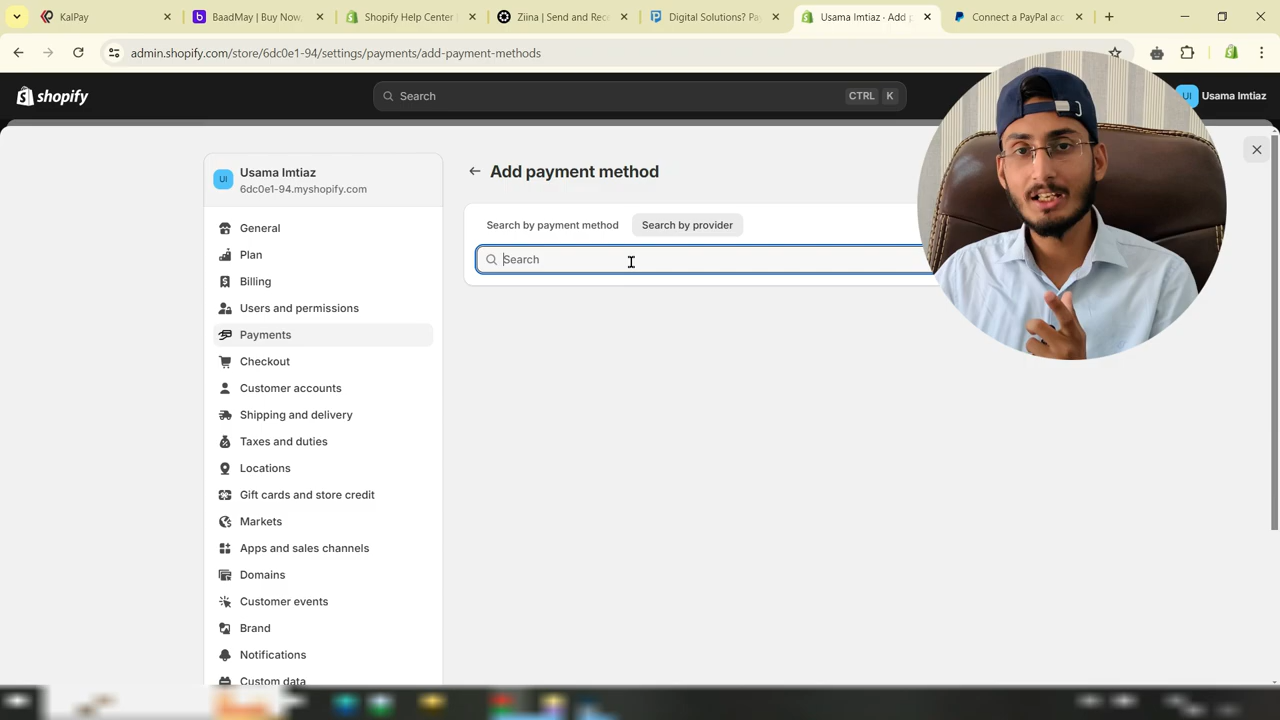 KalPay
BaadMay | Buy Now,
Shopify Help Center
Ziina | Send and Rec
Digital Solutions? Pa
Usama Imtiaz · Add p
Connect a PayPal acc
admin.shopify.com/store/6dc0e1-94/settings/payments/add-payment-methods
shopify
Search
CTRL K
UI
Usama Imtiaz
UI
Usama Imtiaz
6dc0e1-94.myshopify.com
General
Plan
Billing
Users and permissions
Payments
Checkout
Customer accounts
Shipping and delivery
Taxes and duties
Locations
Gift cards and store credit
Markets
Apps and sales channels
Domains
Customer events
Brand
Notifications
Custom data
Add payment method
Search by payment method
Search by provider
Search